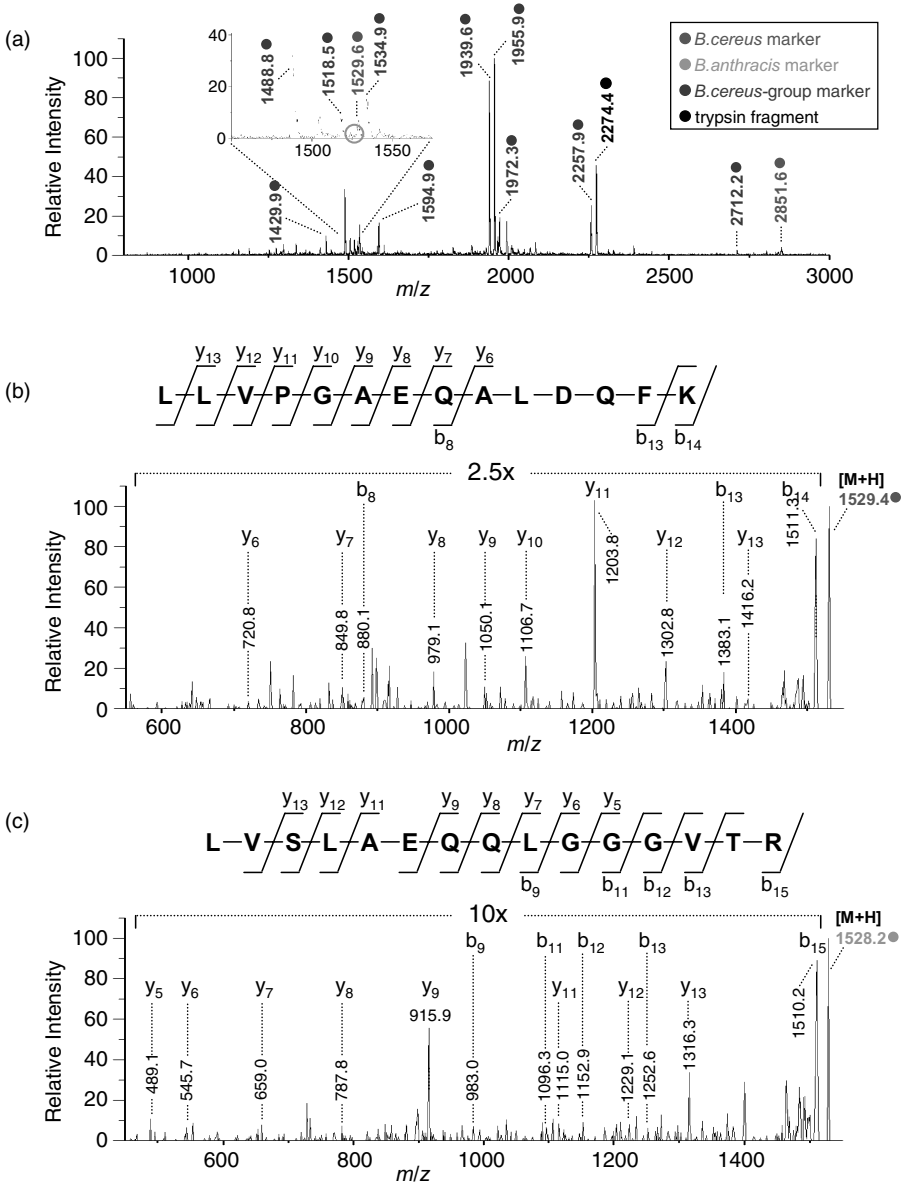 (a)
Relative Intensity
100
80
60
40
20
0
40
20
0
1488.8
1518.5
1529.6
1534.9
1500
1550
1429.9
1594.9
1939.6
1955.9
1972.3
2257.9
2274.4
2712.2
2851.6
B.cereus marker
B.anthracis marker
B.cereus-group marker
trypsin fragment
1000
1500
2000
2500
3000
m/z
(b)
y13 y12 y11 y10 y9 y8 y7 y6
L L V P G A E Q A L D Q F K
b8 b13 b14
2.5x
Relative Intensity
100
80
60
40
20
0
y6
720.8
y7
849.8
b8
880.1
y8
979.1
y9
1050.1
y10
1106.7
y11
1203.8
y12
1302.8
b13
1383.1
y13
1416.2
b14
1511.3
[M+H]
1529.4
600
800
1000
1200
1400
m/z
(c)
y13 y12 y11 y9 y8 y7 y6 y5
L V S L A E Q Q L G G G V T R
b9 b11 b12 b13 b15
10x
Relative Intensity
100
80
60
40
20
0
y5
489.1
y6
545.7
y7
659.0
y8
787.8
y9
915.9
b9
983.0
b11
1096.3
y11
1115.0
b12
1152.9
y12
1229.1
b13
1252.6
y13
1316.3
b15
1510.2
[M+H]
1528.2
600
800
1000
1200
1400
m/z